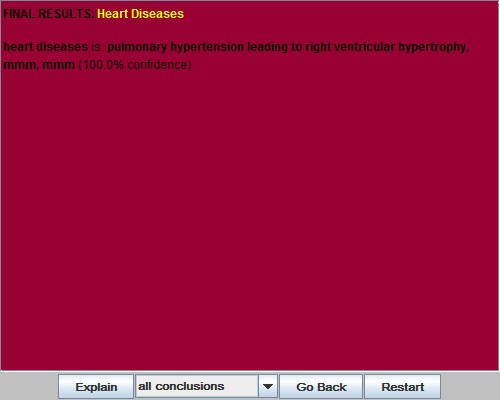 FINAL RESULTS: Heart Diseases
heart diseases is: pulmonary hypertension leading to right ventricular hypertrophy,
mmm, mmm (100.0% confidence)
Explain all conclusions Go Back Restart